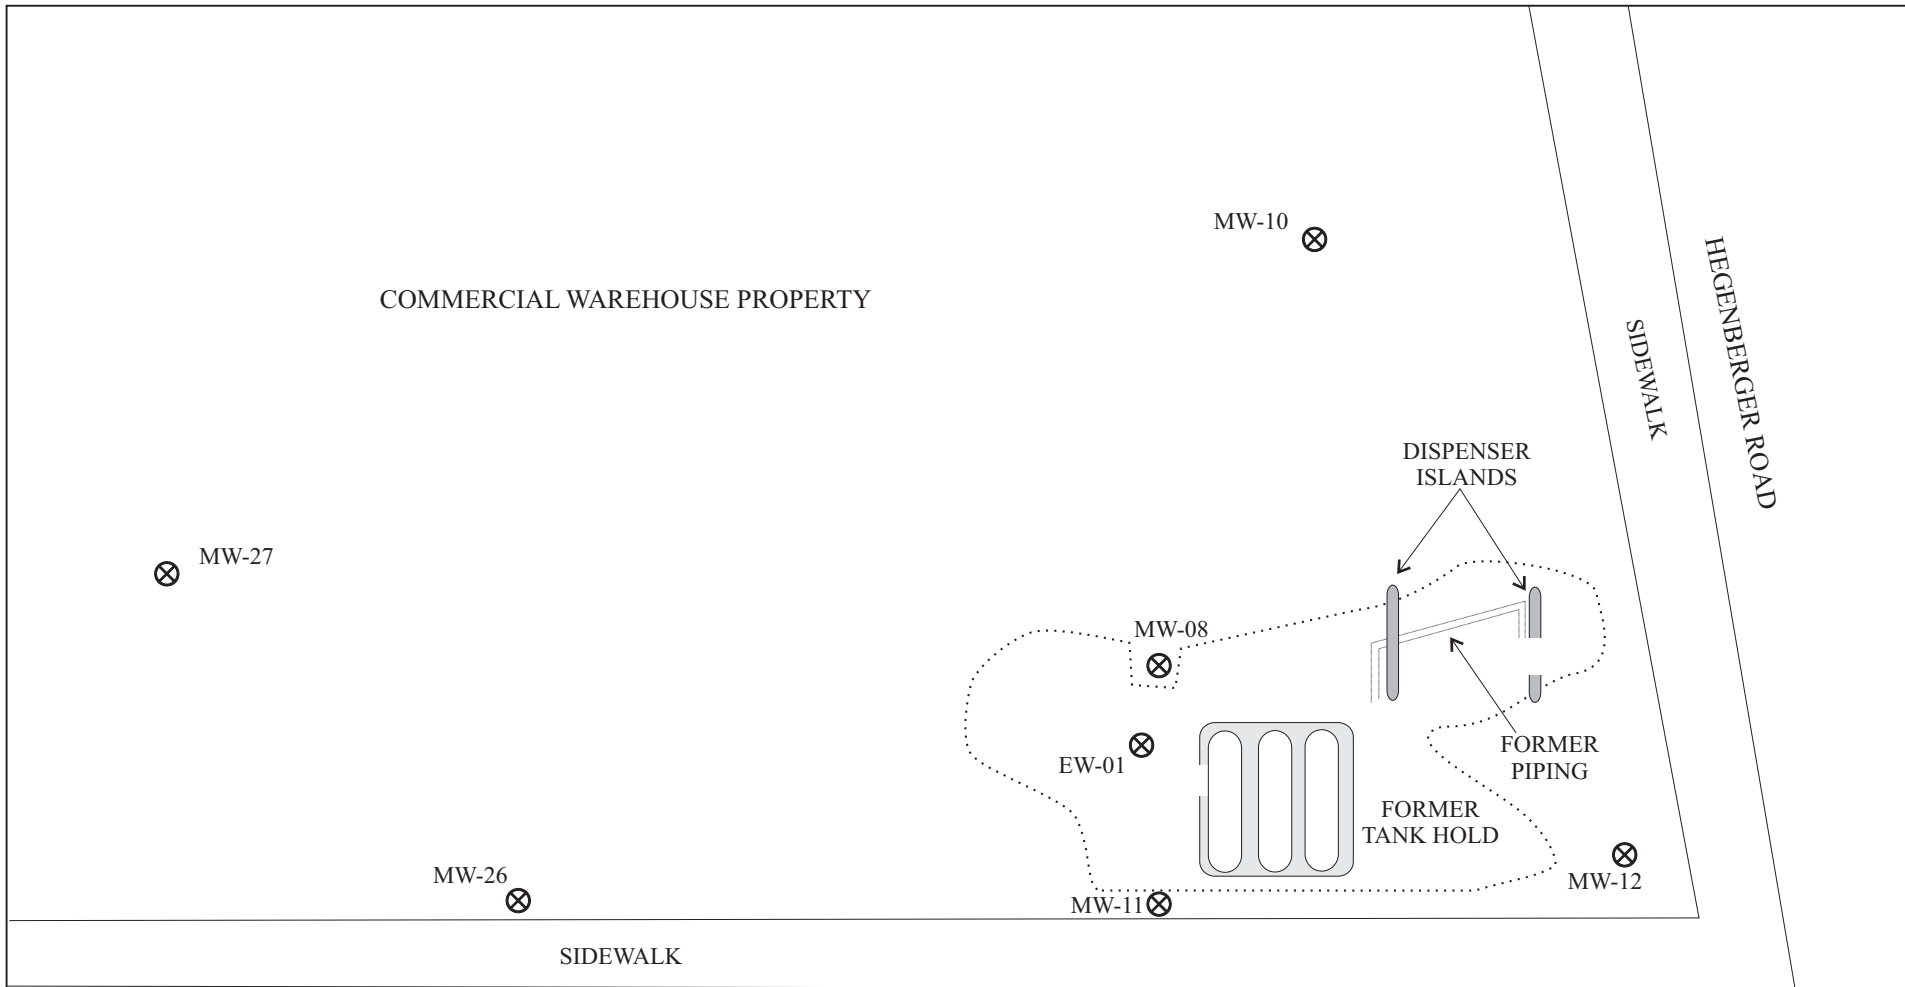 MW-10
HEGENBERGER ROAD
COMMERCIAL WAREHOUSE PROPERTY
SIDEWALK
DISPENSER
ISLANDS
MW-27
MW-08
EW-01
FORMER
PIPING
FORMER
TANK HOLD
MW-26
MW-12
MW-11
SIDEWALK